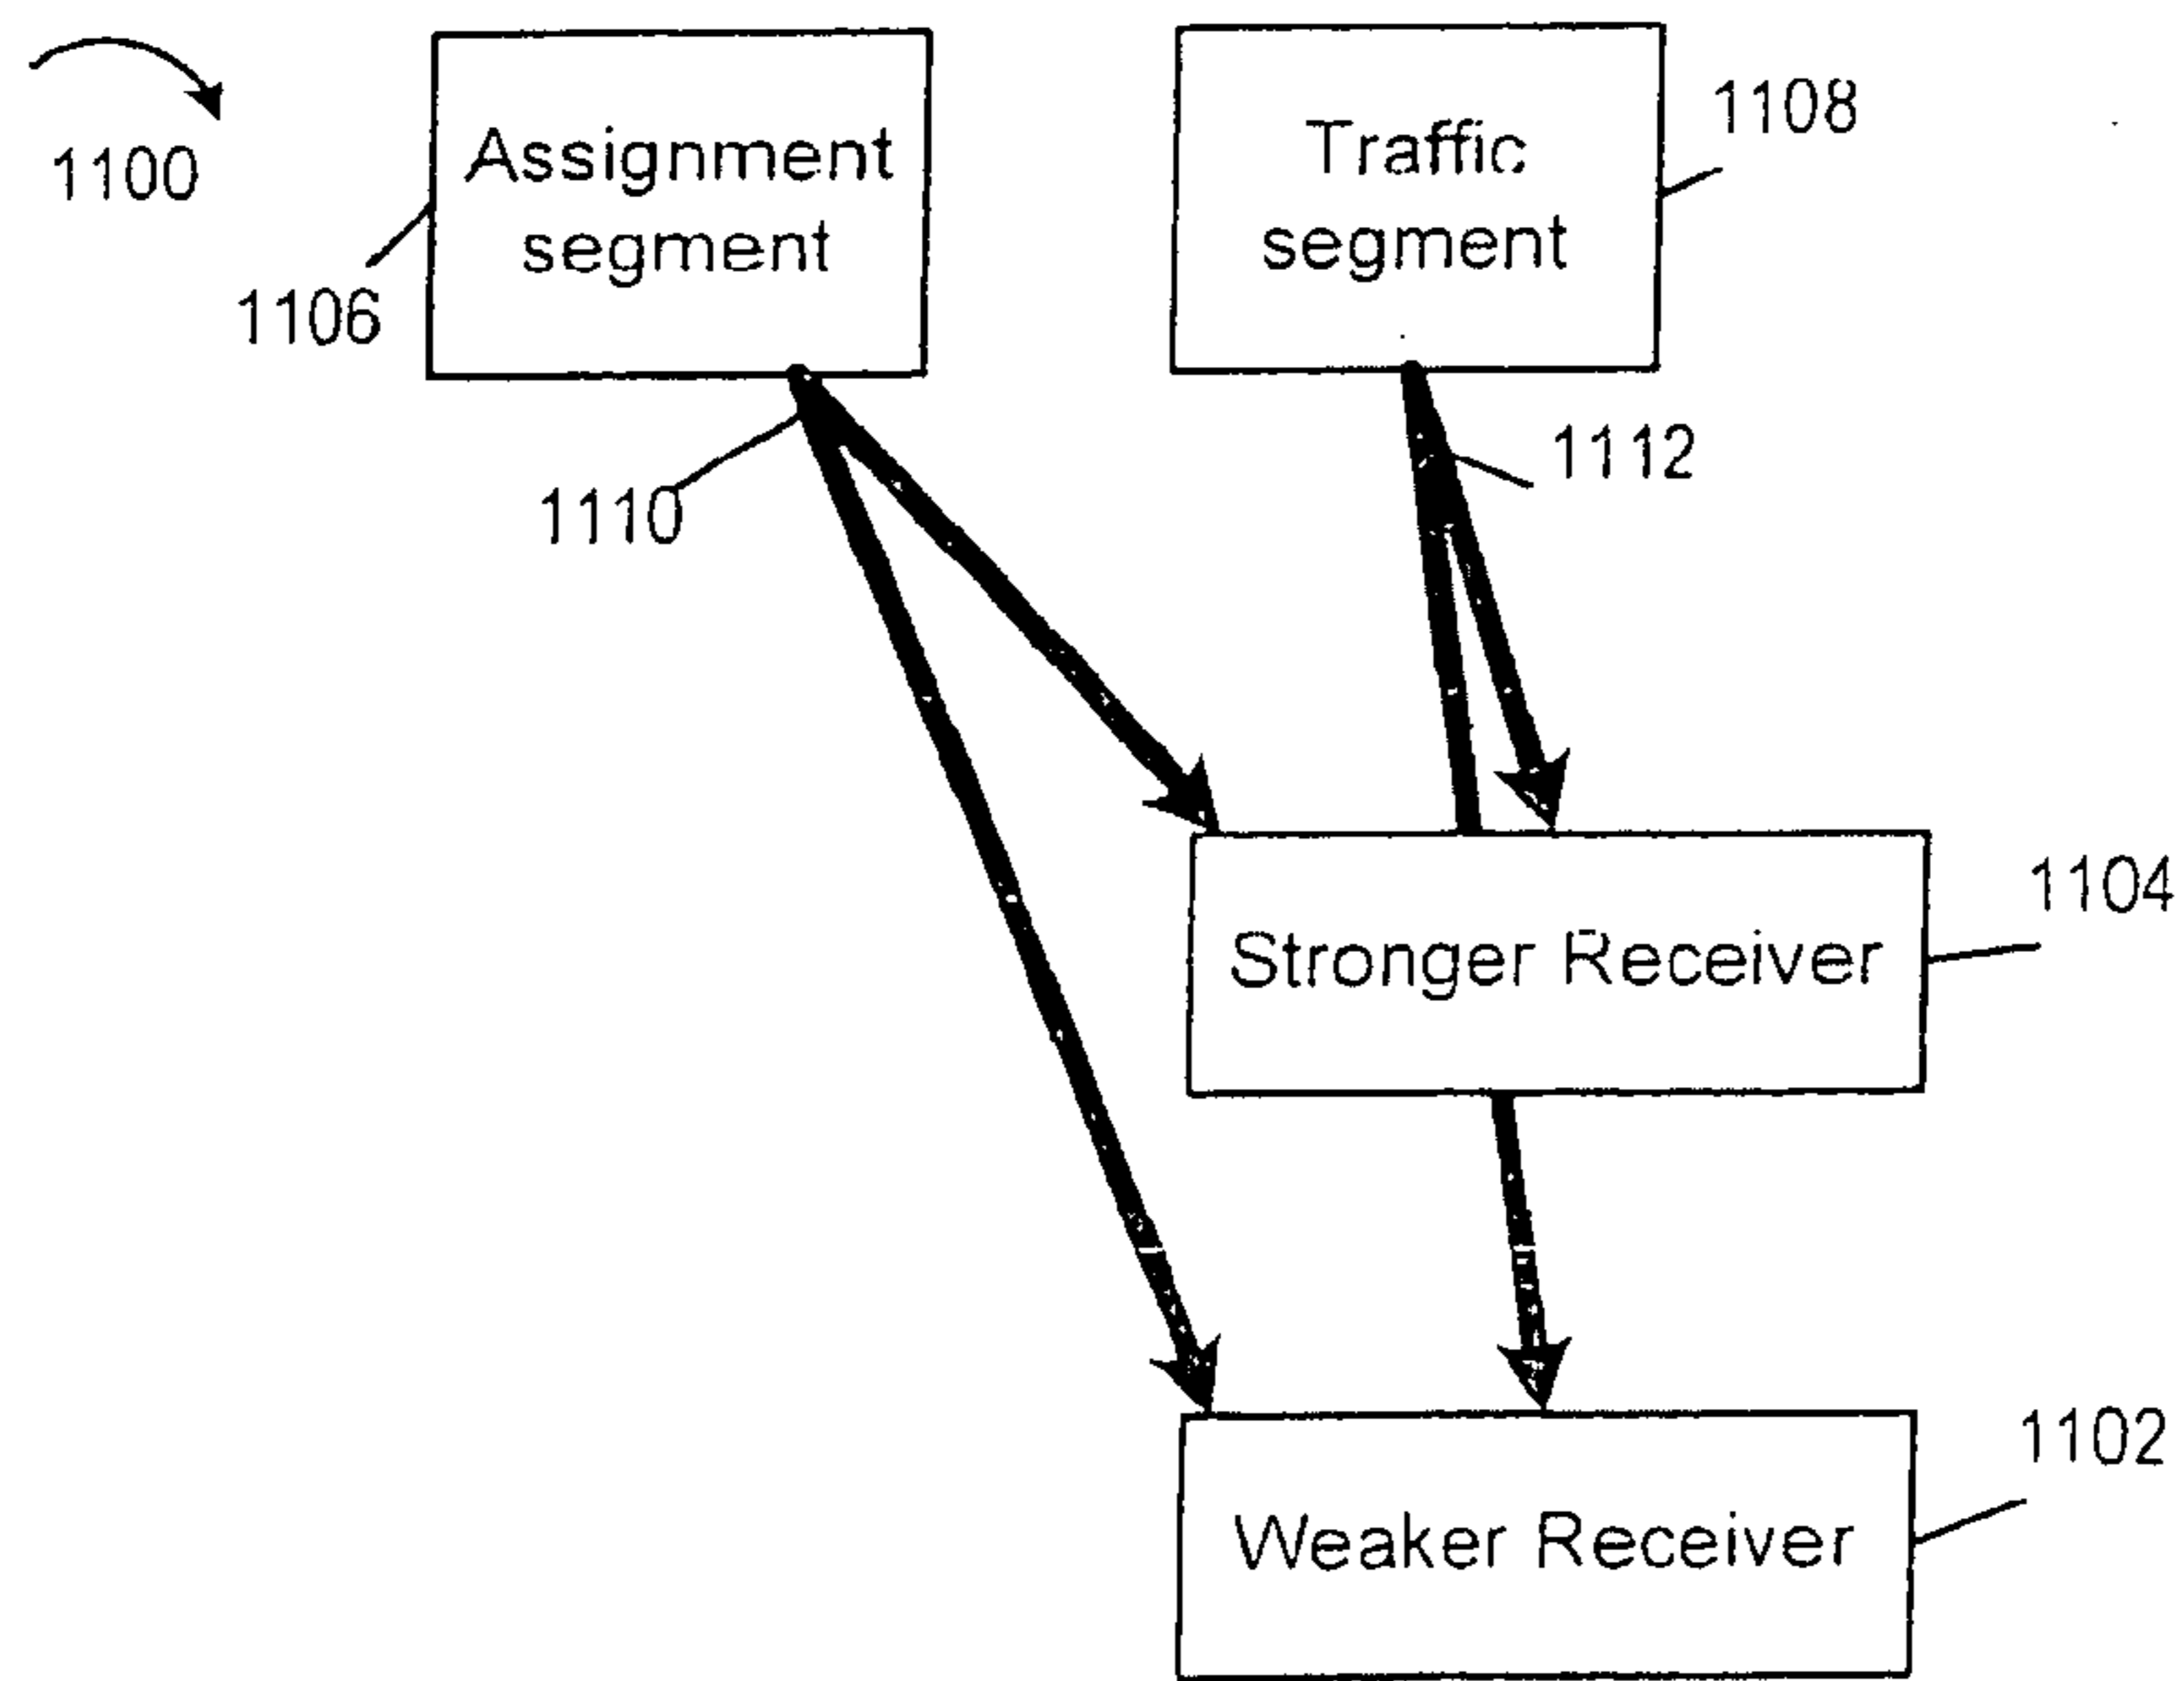 1100
Assignment
segment
1106
Traffic
segment
1108
1110
1112
Stronger Receiver
1104
Weaker Receiver
1102